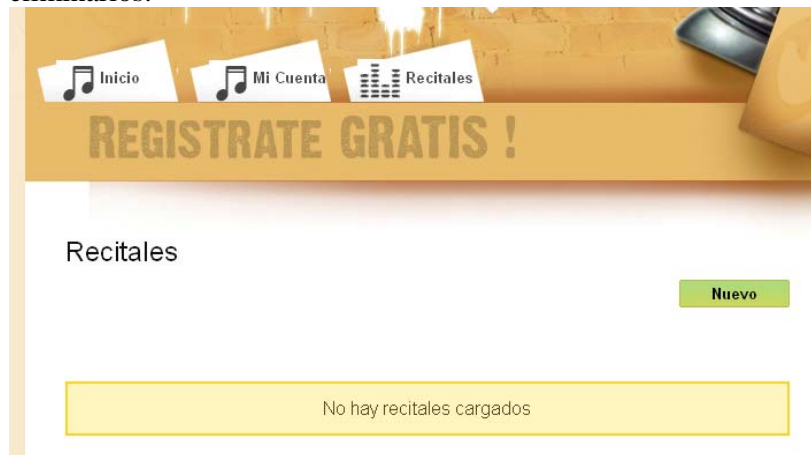 Inicio
Mi Cuenta
Recitales
REGISTRATE GRATIS !
Recitales
Nuevo
No hay recitales cargados